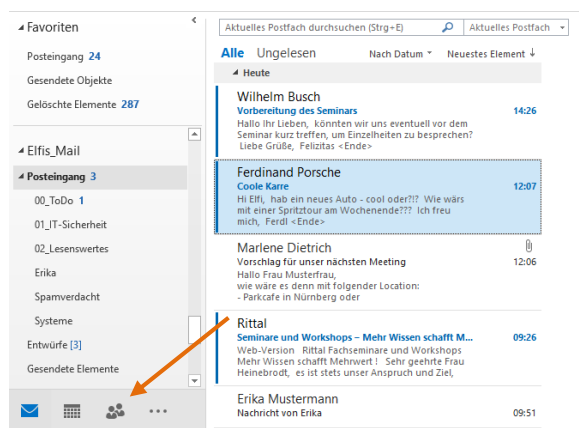 Favoriten
Posteingang 24
Gesendete Objekte
Gelöschte Elemente 287
Elfis_Mail
Posteingang 3
00_ToDo 1
01_IT-Sicherheit
02_Lesenswertes
Erika
Spamverdacht
Systeme
Entwürfe [3]
Gesendete Elemente
Aktuelles Postfach durchsuchen (Strg+E) Aktuelles Postfach
Alle Ungelesen Nach Datum Neuestes Element ↓
Heute
Wilhelm Busch
Vorbereitung des Seminars 14:26
Hallo Ihr Lieben, könnten wir uns eventuell vor dem
Seminar kurz treffen, um Einzelheiten zu besprechen?
Liebe Grüße, Felizitas <Ende>
Ferdinand Porsche
Coole Karre 12:07
Hi Elfi, hab ein neues Auto - cool oder?!? Wie wärs
mit einer Spritztour am Wochenende??? Ich freu
mich, Ferdl <Ende>
Marlene Dietrich
Vorschlag für unser nächsten Meeting 12:06
Hallo Frau Musterfrau,
wie wäre es denn mit folgender Location:
- Parkcafe in Nürnberg oder
Rittal
Seminare und Workshops – Mehr Wissen schafft M... 09:26
Web-Version Rittal Fachseminare und Workshops
Mehr Wissen schafft Mehrwert ! Sehr geehrte Frau
Heinebrodt, es ist stets unser Anspruch und Ziel,
Erika Mustermann
Nachricht von Erika 09:51